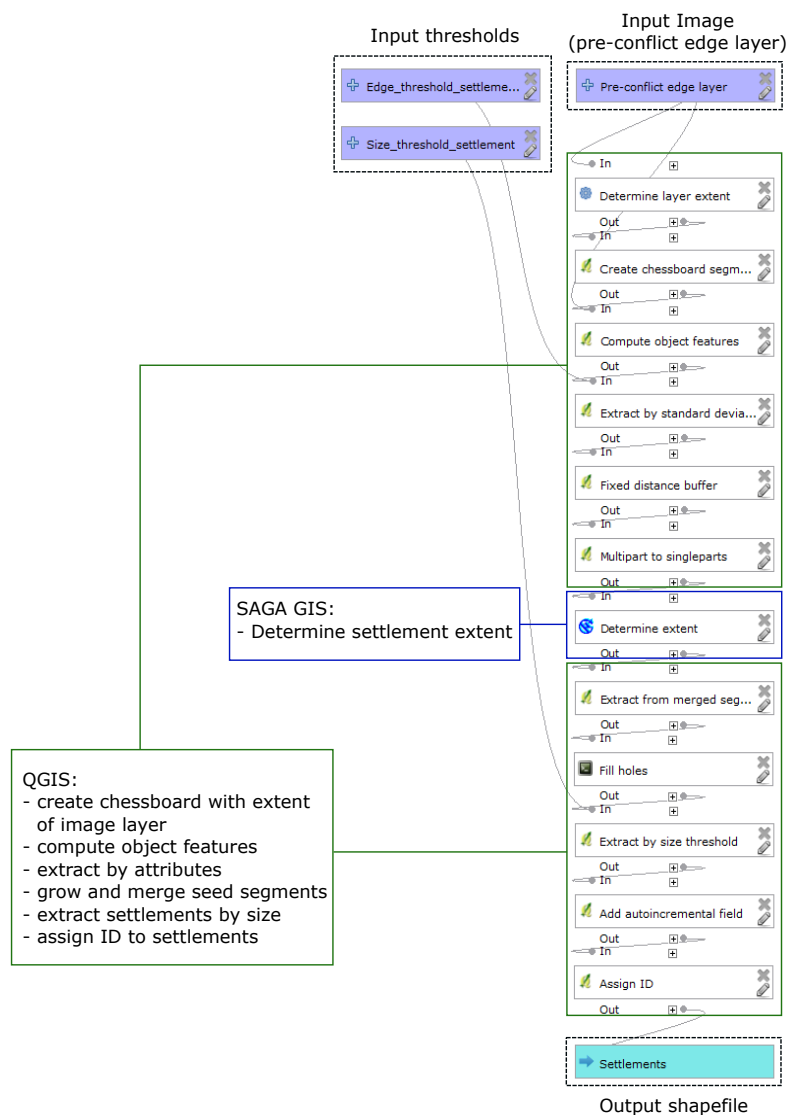 Input thresholds
Input Image
(pre-conflict edge layer)
Edge_threshold_settleme...
Pre-conflict edge layer
Size_threshold_settlement
In
Determine layer extent
Out
In
Create chessboard segm...
Out
In
Compute object features
Out
In
Extract by standard devia...
Out
In
Fixed distance buffer
Out
In
Multipart to singleparts
Out
In
SAGA GIS:
- Determine settlement extent
Determine extent
Out
In
Extract from merged seg...
Out
In
Fill holes
Out
In
Extract by size threshold
Out
In
Add autoincremental field
Out
In
Assign ID
Out
QGIS:
- create chessboard with extent
of image layer
- compute object features
- extract by attributes
- grow and merge seed segments
- extract settlements by size
- assign ID to settlements
Settlements
Output shapefile